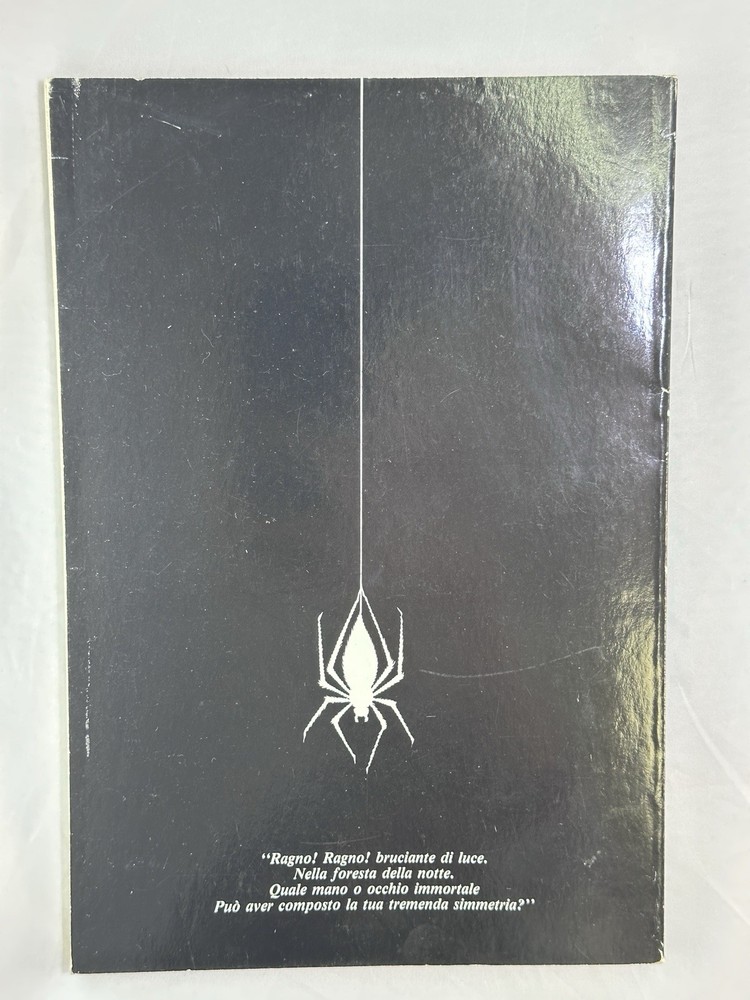 “Ragno! Ragno! bruciante di luce.
Nella foresta della notte.
Quale mano o occhio immortale
Può aver composto la tua tremenda simmetria?”